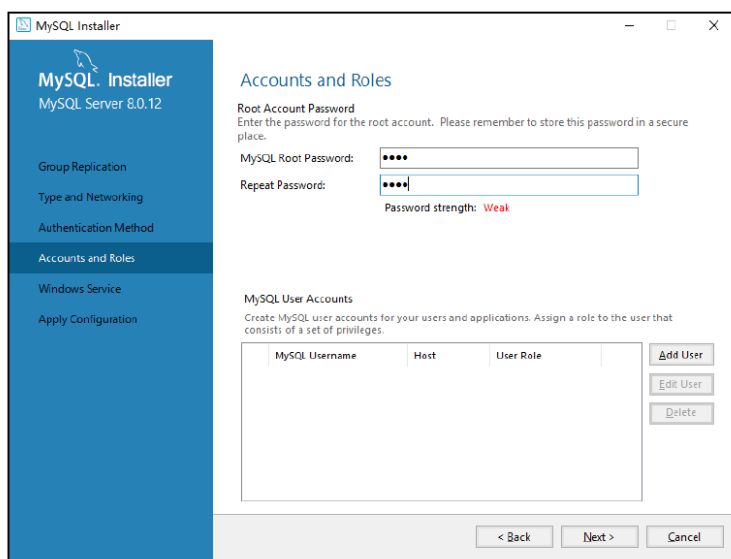 MySQL Installer
MySQL. Installer
MySQL Server 8.0.12
Group Replication
Type and Networking
Authentication Method
Accounts and Roles
Windows Service
Apply Configuration
Accounts and Roles
Root Account Password
Enter the password for the root account. Please remember to store this password in a secure
place.
MySQL Root Password: ••••
Repeat Password: ••••
Password strength: Weak
MySQL User Accounts
Create MySQL user accounts for your users and applications. Assign a role to the user that
consists of a set of privileges.
MySQL Username Host User Role
Add User
Edit User
Delete
< Back Next > Cancel